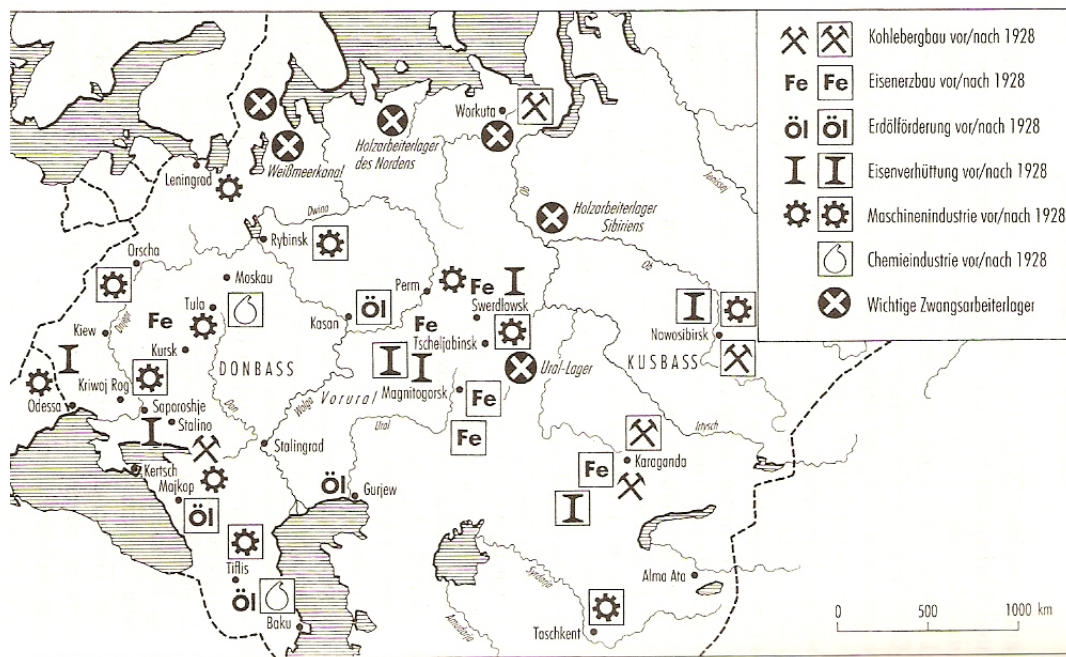 Kohlebergbau vor/nach 1928
Fe Fe Eisenerzbau vor/nach 1928
Öl Öl Erdölförderung vor/nach 1928
Eisenverhüttung vor/nach 1928
Maschinenindustrie vor/nach 1928
Chemieindustrie vor/nach 1928
Wichtige Zwangsarbeiterlager
Workuta
Holzarbeiterlager
des Nordens
Weißmeerkanal
Leningrad
Jenissej
Ob
Dwina
Holzarbeiterlager
Sibiriens
Rybinsk
Orscha
Moskau
Ob
Perm
Fe
Swerdlowsk
Tula
Öl
Kasan
Dnjepr
Fe
Fe
Tscheljabinsk
Nowosibirsk
Kiew
Kursk
DONBASS
Ural-Lager
KUSBASS
Kriwoj Rog
Magnitogorsk
Vorural
Wolga
Fe
Odessa
Saporoshje
Don
Stalino
Ural
Irtysch
Fe
Stalingrad
Karaganda
Kertsch
Fe
Majkop
Öl
Gurjew
Öl
Tiflis
Syrdarja
Alma Ata
Öl
Amudarja
Baku
Taschkent
0 500 1000 km